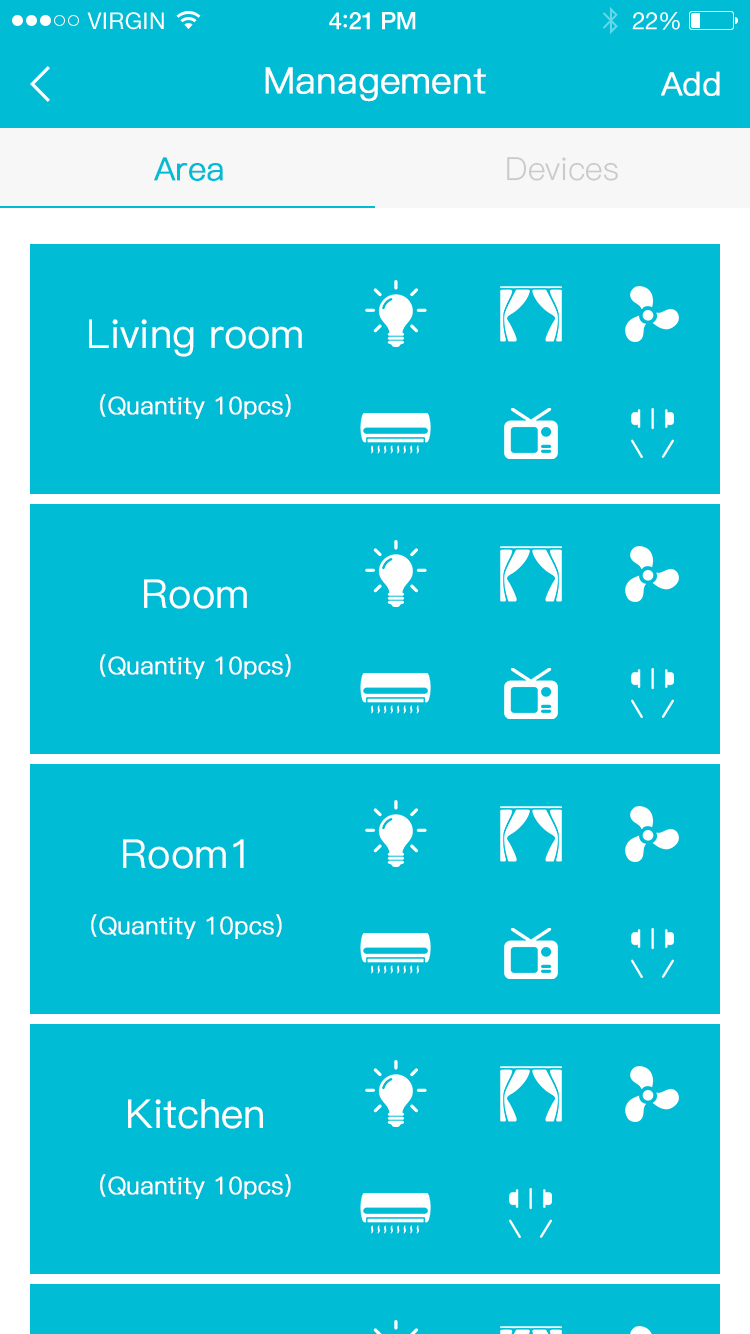 VIRGIN 4:21 PM 22%
Management Add
Area Devices
Living room
(Quantity 10pcs)
Room
(Quantity 10pcs)
Room1
(Quantity 10pcs)
Kitchen
(Quantity 10pcs)